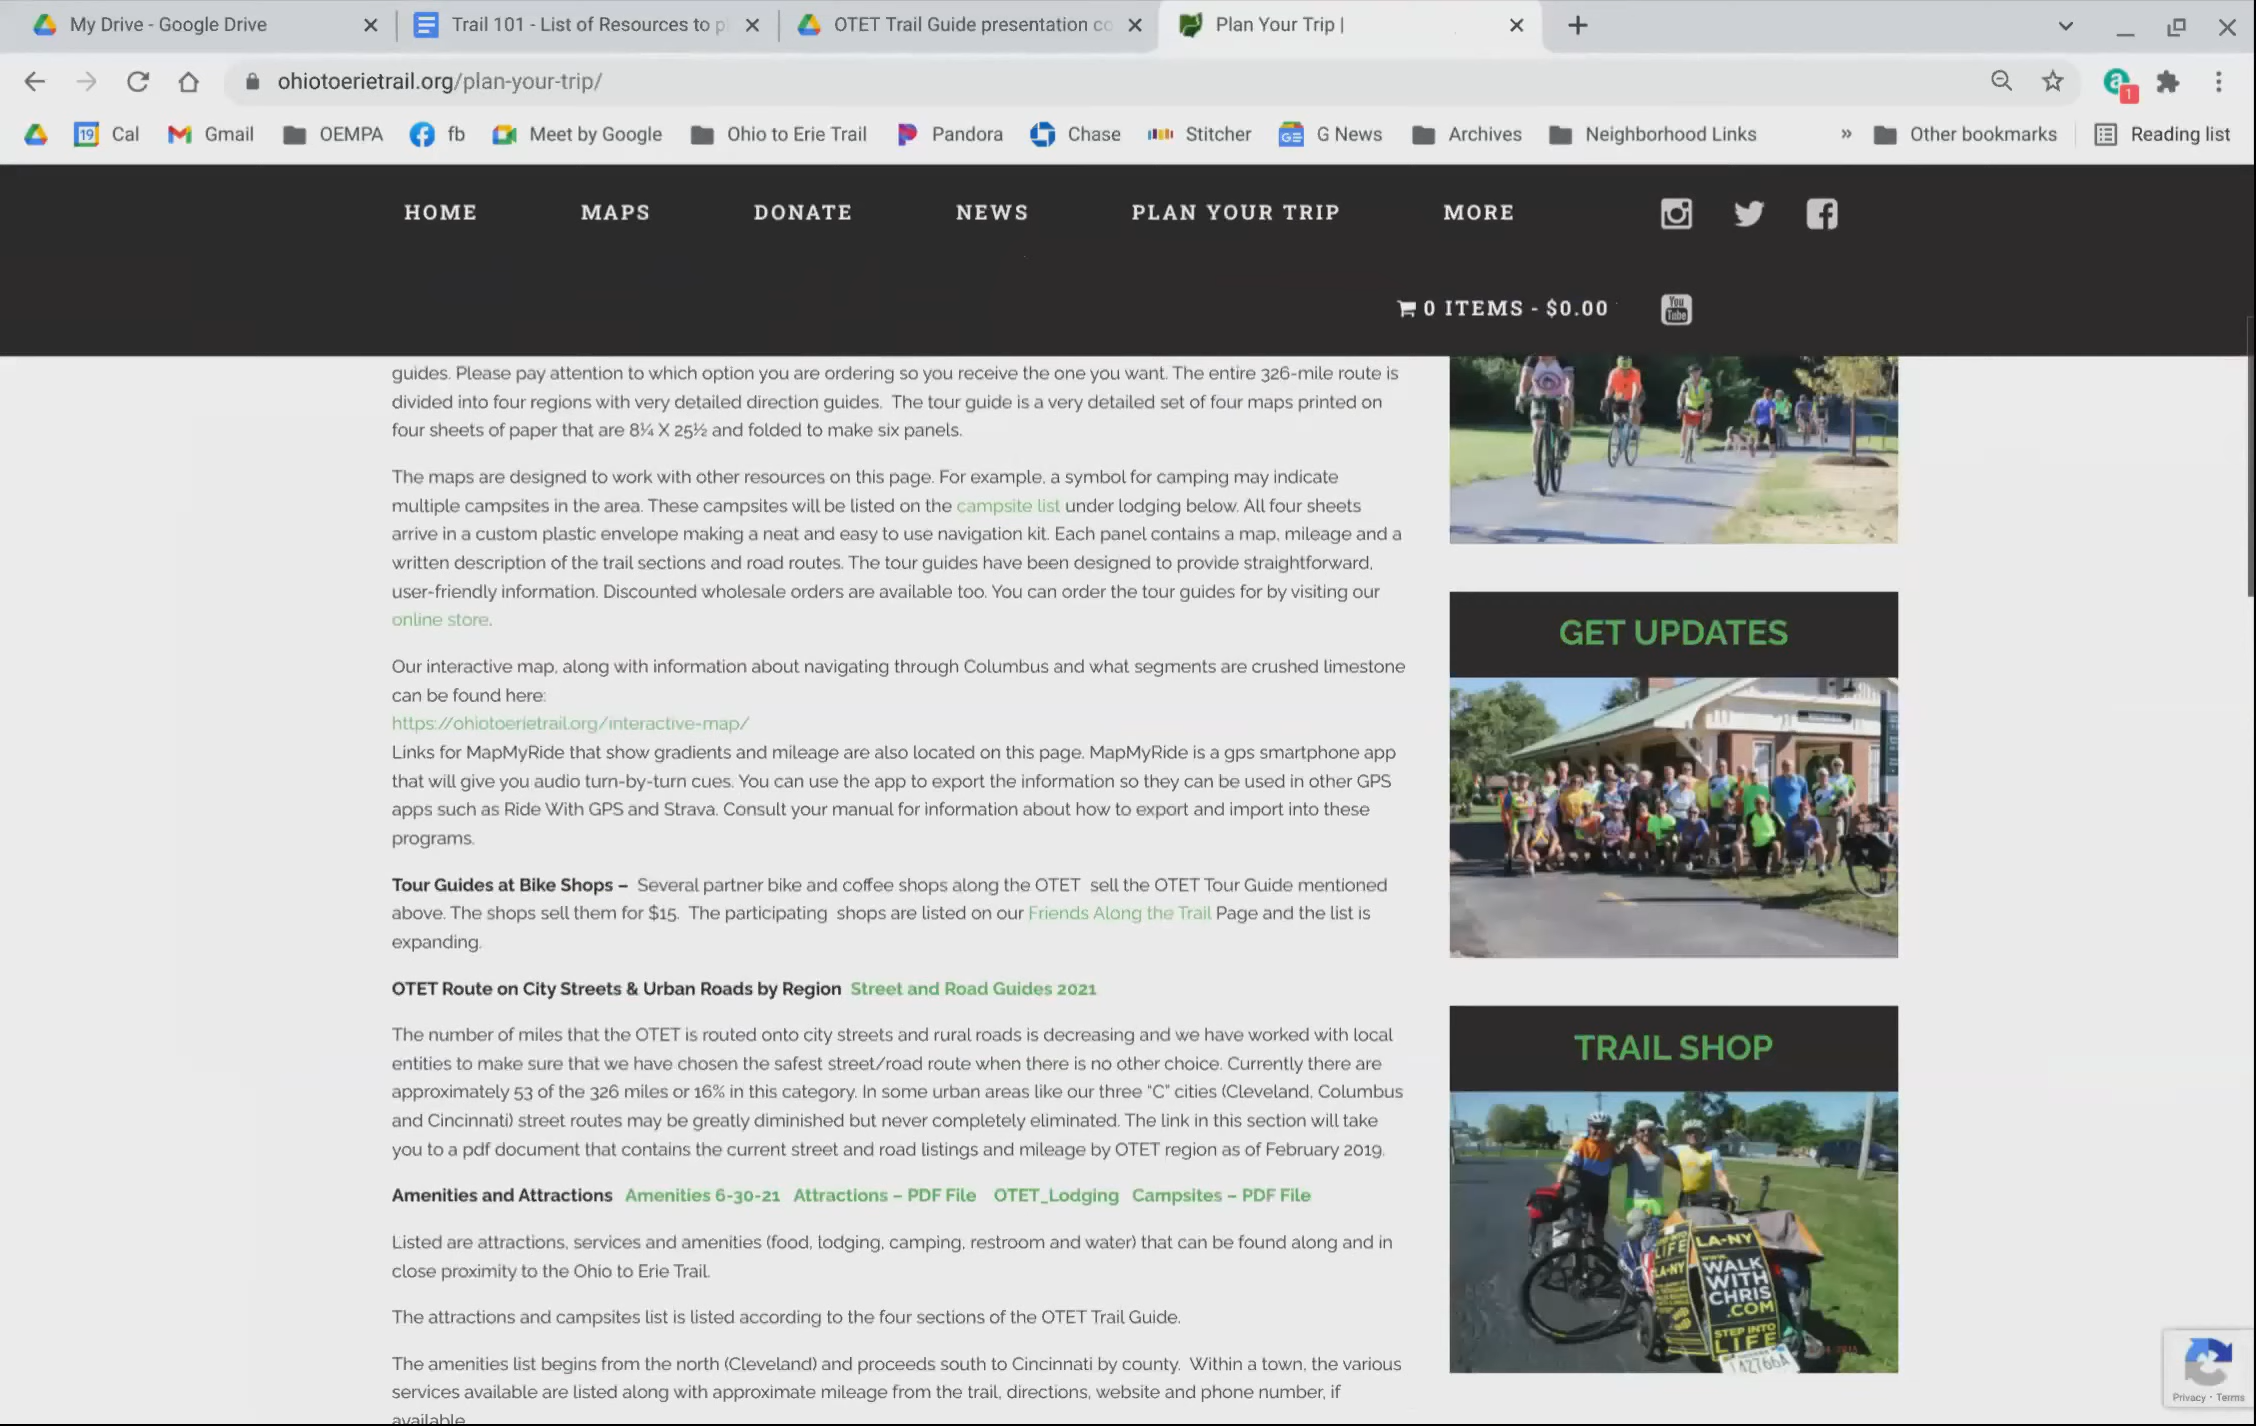 My Drive - Google Drive
Trail 101 - List of Resources to p
OTET Trail Guide presentation co
Plan Your Trip |
ohiotoerietrail.org/plan-your-trip/
1
19 Cal
Gmail
OEMPA
fb
Meet by Google
Ohio to Erie Trail
Pandora
Chase
Stitcher
GE G News
Archives
Neighborhood Links
»
Other bookmarks
Reading list
HOME
MAPS
DONATE
NEWS
PLAN YOUR TRIP
MORE
0 ITEMS - $0.00
You Tube
guides. Please pay attention to which option you are ordering so you receive the one you want. The entire 326-mile route is
divided into four regions with very detailed direction guides. The tour guide is a very detailed set of four maps printed on
four sheets of paper that are 8¼ X 25½ and folded to make six panels.
The maps are designed to work with other resources on this page. For example, a symbol for camping may indicate
multiple campsites in the area. These campsites will be listed on the campsite list under lodging below. All four sheets
arrive in a custom plastic envelope making a neat and easy to use navigation kit. Each panel contains a map, mileage and a
written description of the trail sections and road routes. The tour guides have been designed to provide straightforward,
user-friendly information. Discounted wholesale orders are available too. You can order the tour guides for by visiting our
online store.
Our interactive map, along with information about navigating through Columbus and what segments are crushed limestone
can be found here:
https://ohiotoerietrail.org/interactive-map/
Links for MapMyRide that show gradients and mileage are also located on this page. MapMyRide is a gps smartphone app
that will give you audio turn-by-turn cues. You can use the app to export the information so they can be used in other GPS
apps such as Ride With GPS and Strava. Consult your manual for information about how to export and import into these
programs.
Tour Guides at Bike Shops – Several partner bike and coffee shops along the OTET sell the OTET Tour Guide mentioned
above. The shops sell them for $15. The participating shops are listed on our Friends Along the Trail Page and the list is
expanding.
OTET Route on City Streets & Urban Roads by Region Street and Road Guides 2021
The number of miles that the OTET is routed onto city streets and rural roads is decreasing and we have worked with local
entities to make sure that we have chosen the safest street/road route when there is no other choice. Currently there are
approximately 53 of the 326 miles or 16% in this category. In some urban areas like our three "C" cities (Cleveland, Columbus
and Cincinnati) street routes may be greatly diminished but never completely eliminated. The link in this section will take
you to a pdf document that contains the current street and road listings and mileage by OTET region as of February 2019.
Amenities and Attractions Amenities 6-30-21 Attractions – PDF File OTET_Lodging Campsites – PDF File
Listed are attractions, services and amenities (food, lodging, camping, restroom and water) that can be found along and in
close proximity to the Ohio to Erie Trail.
The attractions and campsites list is listed according to the four sections of the OTET Trail Guide.
The amenities list begins from the north (Cleveland) and proceeds south to Cincinnati by county. Within a town, the various
services available are listed along with approximate mileage from the trail, directions, website and phone number, if
available
GET UPDATES
TRAIL SHOP
LIFE
LA-NY
LA-NY
WALK
WITH
CHRIS
.COM
STEP INTO
LIFE
Privacy - Terms